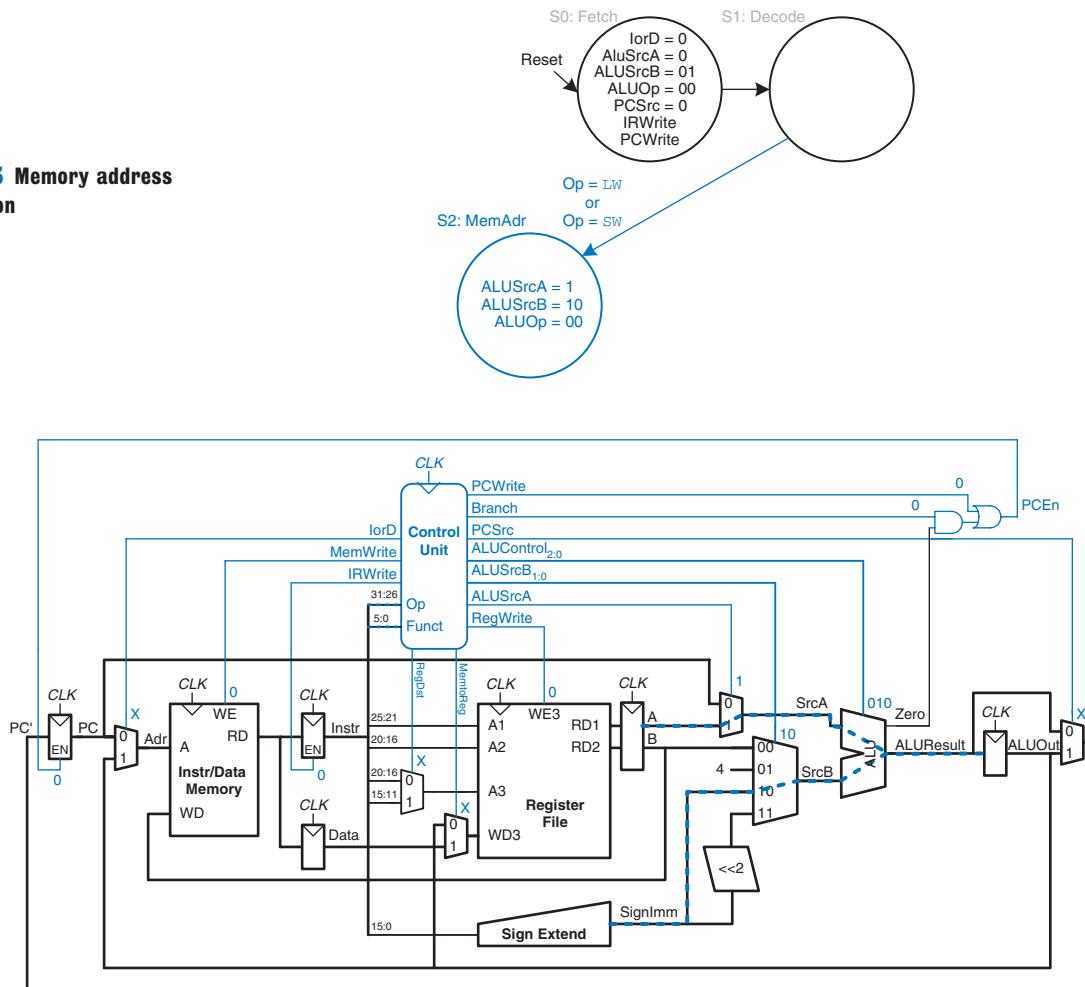 S0: Fetch
S1: Decode
Reset
IorD = 0
AluSrcA = 0
ALUSrcB = 01
ALUOp = 00
PCSrc = 0
IRWrite
PCWrite
Memory address
on
Op = LW
or
Op = SW
S2: MemAdr
ALUSrcA = 1
ALUSrcB = 10
ALUOp = 00
CLK
PCWrite
0
Branch
0
PCEn
IorD
Control
Unit
PCSrc
MemWrite
ALUControl2:0
IRWrite
ALUSrcB1:0
31:26
Op
ALUSrcA
5:0
Funct
RegWrite
RegDst
MemtoReg
CLK
CLK
CLK
CLK
CLK
CLK
PC'
PC
EN
0
X
0
1
Adr
0
WE
A
RD
Instr/Data
Memory
WD
EN
0
Instr
CLK
Data
25:21
20:16
20:16
15:11
X
0
1
X
0
1
0
WE3
A1
RD1
A2
RD2
A3
Register
File
WD3
A
B
1
0
1
SrcA
10
00
4
01
10
11
SrcB
010
ALU
Zero
ALUResult
ALUOut
X
0
1
<<2
15:0
Sign Extend
SignImm